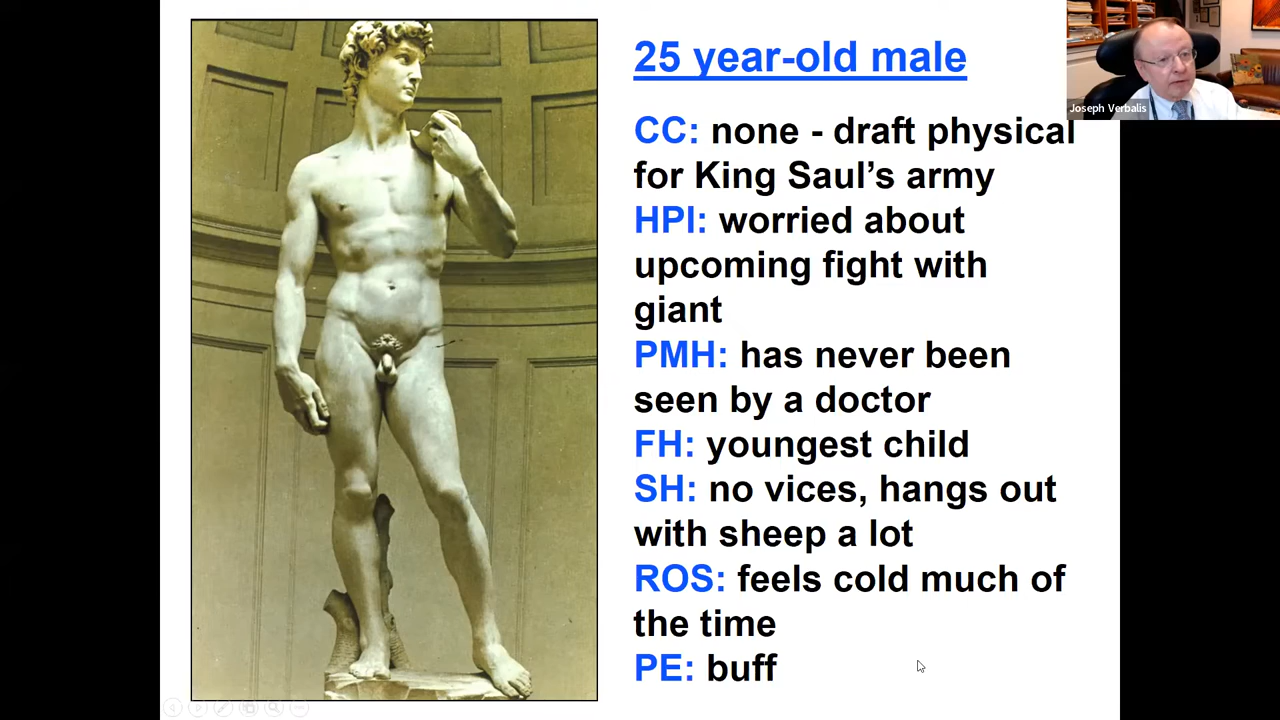 25 year-old male
Joseph Verbalis
CC: none - draft physical
for King Saul’s army
HPI: worried about
upcoming fight with
giant
PMH: has never been
seen by a doctor
FH: youngest child
SH: no vices, hangs out
with sheep a lot
ROS: feels cold much of
the time
PE: buff